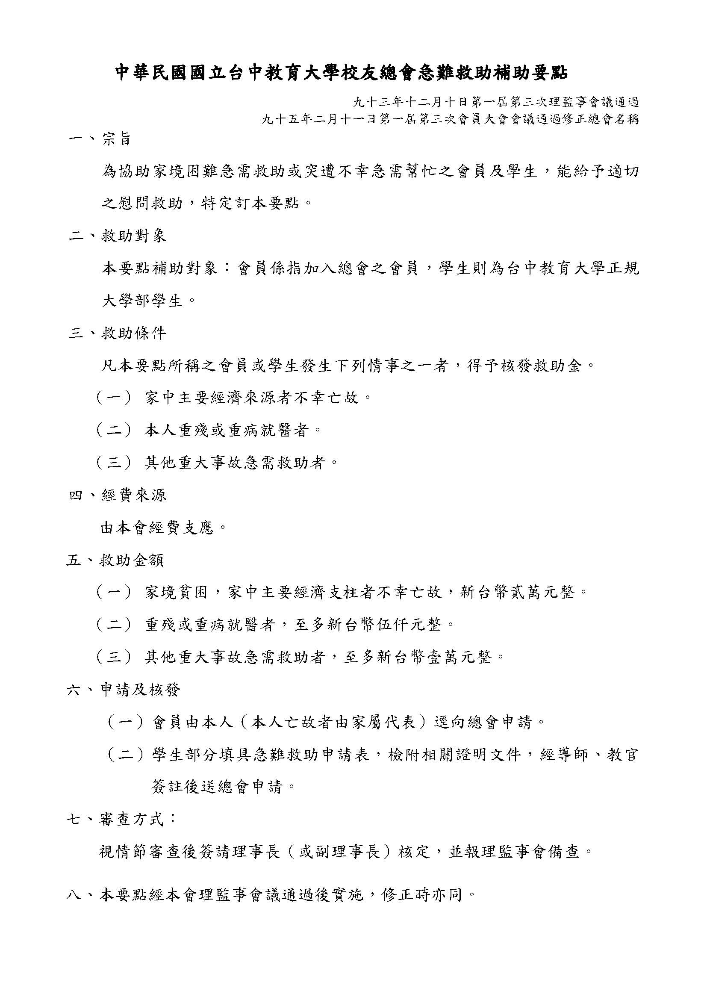 中華民國國立台中教育大學校友總會急難救助補助要點
九十三年十二月十日第一屆第三次理監事會議通過
九十五年二月十一日第一屆第三次會員大會會議通過修正總會名稱
一、宗旨
為協助家境困難急需救助或突遭不幸急需幫忙之會員及學生，能給予適切
之慰問救助，特定訂本要點。
二、救助對象
本要點補助對象：會員係指加入總會之會員，學生則為台中教育大學正規
大學部學生。
三、救助條件
凡本要點所稱之會員或學生發生下列情事之一者，得予核發救助金。
（一） 家中主要經濟來源者不幸亡故。
（二） 本人重殘或重病就醫者。
（三） 其他重大事故急需救助者。
四、經費來源
由本會經費支應。
五、救助金額
（一） 家境貧困，家中主要經濟支柱者不幸亡故，新台幣貳萬元整。
（二） 重殘或重病就醫者，至多新台幣伍仟元整。
（三） 其他重大事故急需救助者，至多新台幣壹萬元整。
六、申請及核發
（一）會員由本人（本人亡故者由家屬代表）逕向總會申請。
（二）學生部分填具急難救助申請表，檢附相關證明文件，經導師、教官
簽註後送總會申請。
七、審查方式：
視情節審查後簽請理事長（或副理事長）核定，並報理監事會備查。
八、本要點經本會理監事會議通過後實施，修正時亦同。